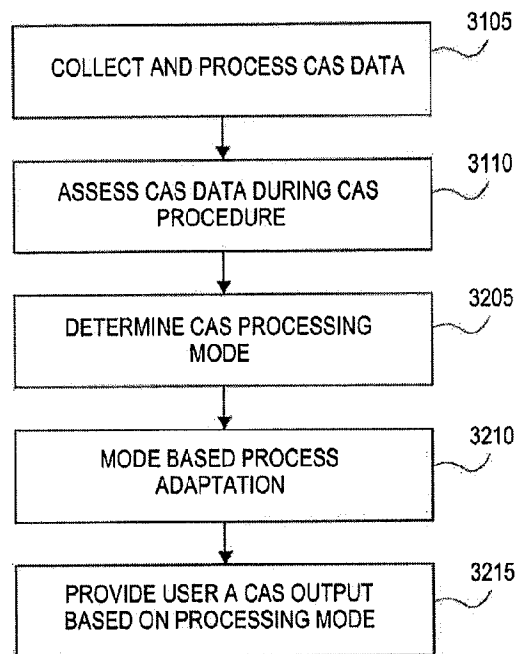 3105
COLLECT AND PROCESS CAS DATA
3110
ASSESS CAS DATA DURING CAS
PROCEDURE
3205
DETERMINE CAS PROCESSING
MODE
3210
MODE BASED PROCESS
ADAPTATION
3215
PROVIDE USER A CAS OUTPUT
BASED ON PROCESSING MODE